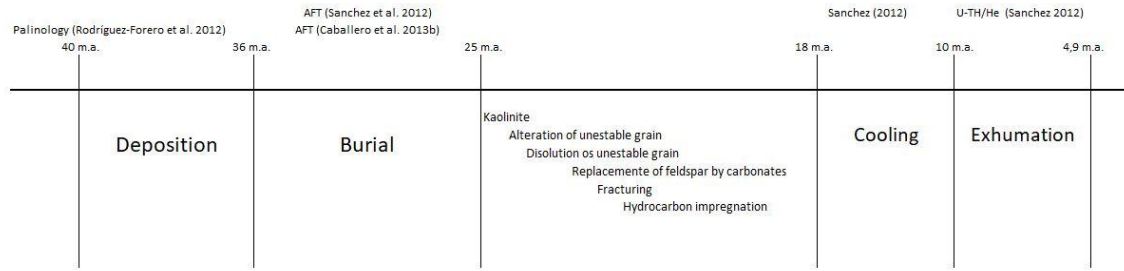 AFT (Sanchez et al. 2012)
Sanchez (2012)
U-TH/He (Sanchez 2012)
Palinology (Rodríguez-Forero et al. 2012)
AFT (Caballero et al. 2013b)
40 m.a.
36 m.a.
25 m.a.
18 m.a.
10 m.a.
4,9 m.a.
Deposition
Burial
Kaolinite
Alteration of unestable grain
Disolution os unestable grain
Replacemente of feldspar by carbonates
Fracturing
Hydrocarbon impregnation
Cooling
Exhumation